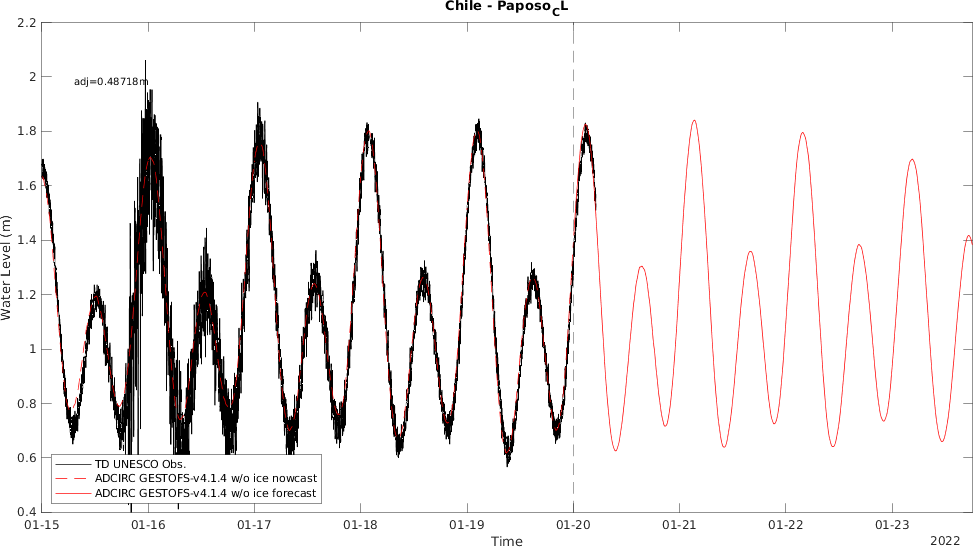 Chile - Paposo_CL
2.2
2
1.8
1.6
1.4
1.2
1
0.8
0.6
0.4
Water Level (m)
adj=0.48718m
TD UNESCO Obs.
ADCIRC GESTOFS-v4.1.4 w/o ice nowcast
ADCIRC GESTOFS-v4.1.4 w/o ice forecast
01-15 01-16 01-17 01-18 01-19 01-20 01-21 01-22 01-23
Time
2022